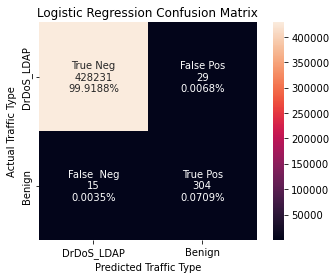 Logistic Regression Confusion Matrix
Actual Traffic Type
DrDoS_LDAP
Benign
True Neg
428231
99.9188%
False Pos
29
0.0068%
False  Neg
15
0.0035%
True Pos
304
0.0709%
DrDoS_LDAP
Benign
Predicted Traffic Type
400000
350000
300000
250000
200000
150000
100000
50000